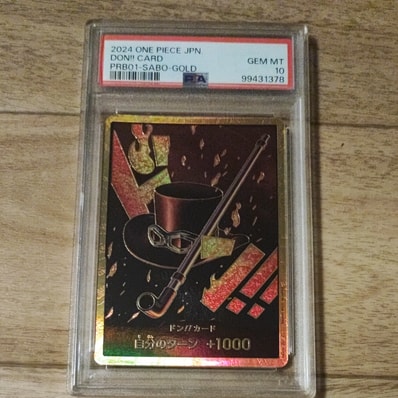 2024 ONE PIECE JPN.
DON!! CARD
PRB01-SABO-GOLD
GEM MT
10
99431378
PSA
ドン!!カード
自分のターン +1000